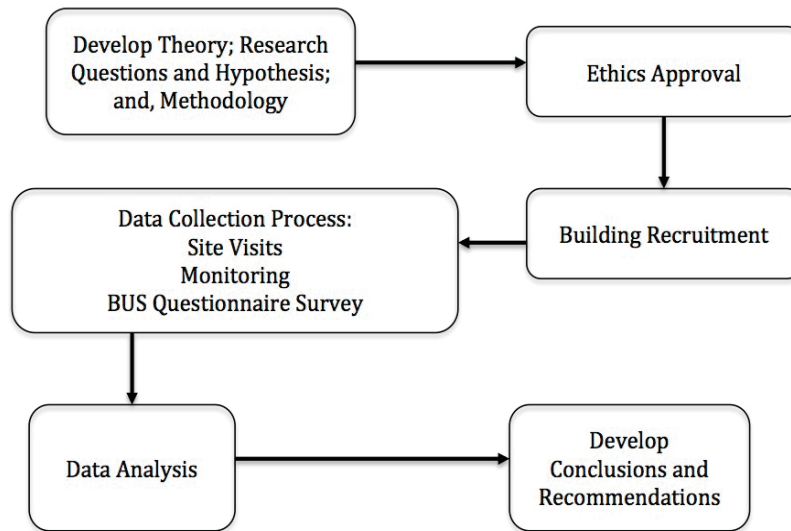 Develop Theory; Research
Questions and Hypothesis;
and, Methodology
Ethics Approval
Building Recruitment
Data Collection Process:
Site Visits
Monitoring
BUS Questionnaire Survey
Data Analysis
Develop
Conclusions and
Recommendations